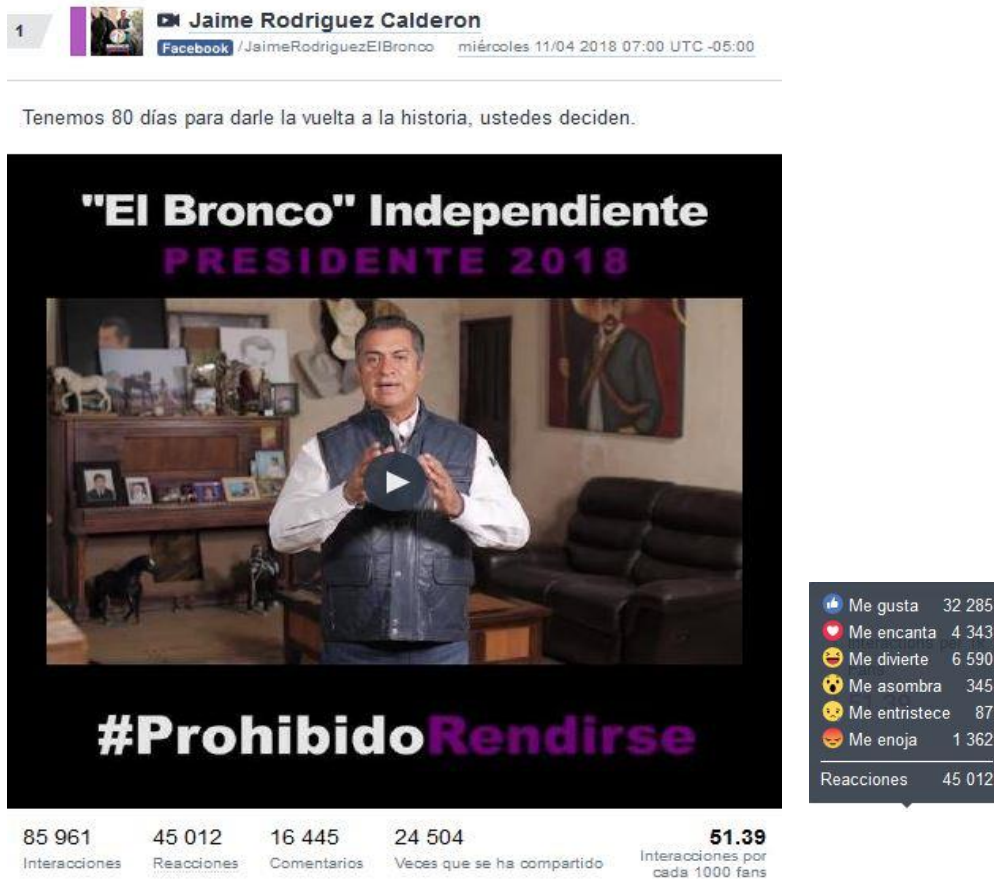 1
Jaime Rodriguez Calderon
Facebook /JaimeRodriguezElBronco miércoles 11/04 2018 07:00 UTC -05:00
Tenemos 80 días para darle la vuelta a la historia, ustedes deciden.
"El Bronco" Independiente
PRESIDENTE 2018
#ProhibidoRendirse
85 961 45 012 16 445 24 504 51.39
Interacciones Reacciones Comentarios Veces que se ha compartido Interacciones por
cada 1000 fans
Me gusta 32 285
Me encanta 4 343
Me divierte 6 590
Me asombra 345
Me entristece 87
Me enoja 1 362
Reacciones 45 012